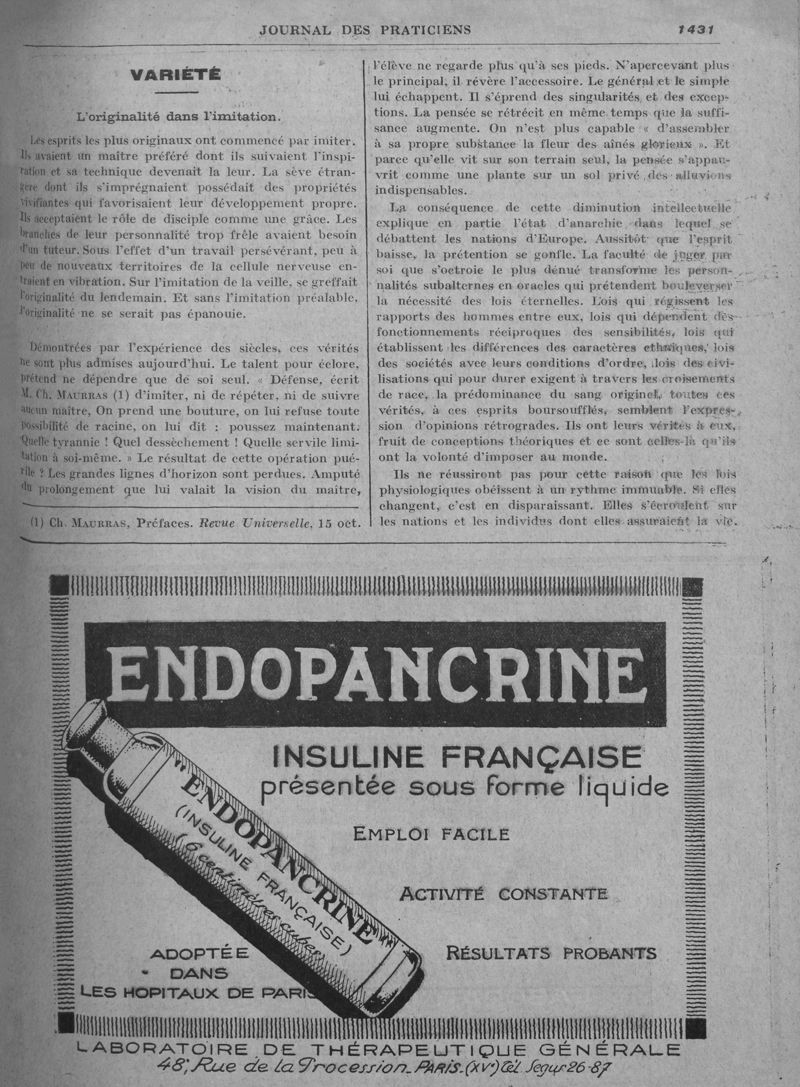 JOURNAL DES PRATICIENS
1431
VARIÉTÉ
L'originalité dans l'imitation.
Les esprits les plus originaux ont commencé par imiter.
Ils avaient un maître préféré dont ils suivaient l'inspi-
ration et sa technique devenait la leur. La sève étran-
gère dont ils s'imprégnaient possédait des propriétés
vivifiantes qui favorisaient leur développement propre.
Ils acceptaient le rôle de disciple comme une grâce. Les
branches de leur personnalité trop frêle avaient besoin
d'un tuteur. Sous l'effet d'un travail persévérant, peu à
peu de nouveaux territoires de la cellule nerveuse en-
traient en vibration. Sur l'imitation de la veille, se greffait
l'originalité du lendemain. Et sans l'imitation préalable,
l'originalité ne se serait pas épanouie.
Démontrées par l'expérience des siècles, ces vérités
ne sont plus admises aujourd'hui. Le talent pour éclore,
prétend ne dépendre que de soi seul. « Défense, écrit
M. Ch. MAURRAS (1) d'imiter, ni de répéter, ni de suivre
aucun maître, On prend une bouture, on lui refuse toute
possibilité de racine, on lui dit : poussez maintenant.
Quelle tyrannie ! Quel dessèchement ! Quelle servile limi-
tation à soi-même. » Le résultat de cette opération pué-
rile ? Les grandes lignes d'horizon sont perdues. Amputé
du prolongement que lui valait la vision du maitre,
(1) Ch. MAURRAS, Préfaces. Revue Universelle, 15 oct.
l'élève ne regarde plus qu'à ses pieds. N'apercevant plus
le principal, il révère l'accessoire. Le général et le simple
lui échappent. Il s'éprend des singularités et des excep-
tions. La pensée se rétrécit en même temps que la suffi-
sance augmente. On n'est plus capable « d'assembler
à sa propre substance la fleur des aînés glorieux ». Et
parce qu'elle vit sur son terrain seul, la pensée s'appau-
vrit comme une plante sur un sol privé des alluvions
indispensables.
La conséquence de cette diminution intellectuelle
explique en partie l'état d'anarchie dans lequel se
débattent les nations d'Europe. Aussitôt que l'esprit
baisse, la prétention se gonfle. La faculté de juger par
soi que s'octroie le plus dénué transforme les person-
nalités subalternes en oracles qui prétendent bouleverser
la nécessité des lois éternelles. Lois qui régissent les
rapports des hommes entre eux, lois qui dépendent des
fonctionnements réciproques des sensibilités, lois qui
établissent les différences des caractères ethniques, lois
des sociétés avec leurs conditions d'ordre, lois des civi-
lisations qui pour durer exigent à travers les croisements
de race, la prédominance du sang originel, toutes ces
vérités, à ces esprits boursoufflés, semblent l'expres-
sion d'opinions rétrogrades. Ils ont leurs vérités à eux,
fruit de conceptions théoriques et ce sont celles-là qu'ils
ont la volonté d'imposer au monde.
Ils ne réussiront pas pour cette raison que les lois
physiologiques obéissent à un rythme immuable. Si elles
changent, c'est en disparaissant. Elles s'écroulent sur
les nations et les individus dont elles assuraient la vie.
ENDOPANCRINE
INSULINE FRANÇAISE
présentée sous forme liquide
EMPLOI FACILE
ACTIVITÉ CONSTANTE
RÉSULTATS PROBANTS
"ENDOPANCRINE"
(INSULINE FRANÇAISE)
(6 centimètres cubes)
ADOPTÉE
DANS
LES HOPITAUX DE PARIS
LABORATOIRE DE THÉRAPEUTIQUE GÉNÉRALE
48, Rue de la Procession_PARIS_(XVe) Tél. Segur 26-87